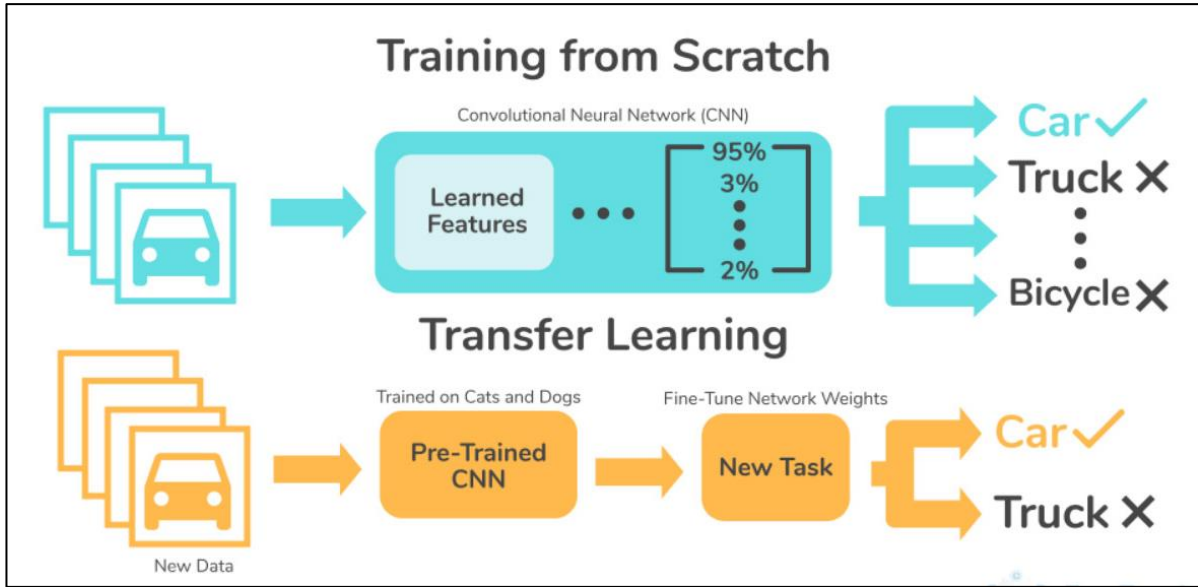 Training from Scratch
Convolutional Neural Network (CNN)
Learned
Features
95%
3%
2%
Car
Truck
Bicycle
Transfer Learning
Trained on Cats and Dogs
Pre-Trained
CNN
Fine-Tune Network Weights
New Task
Car
Truck
New Data